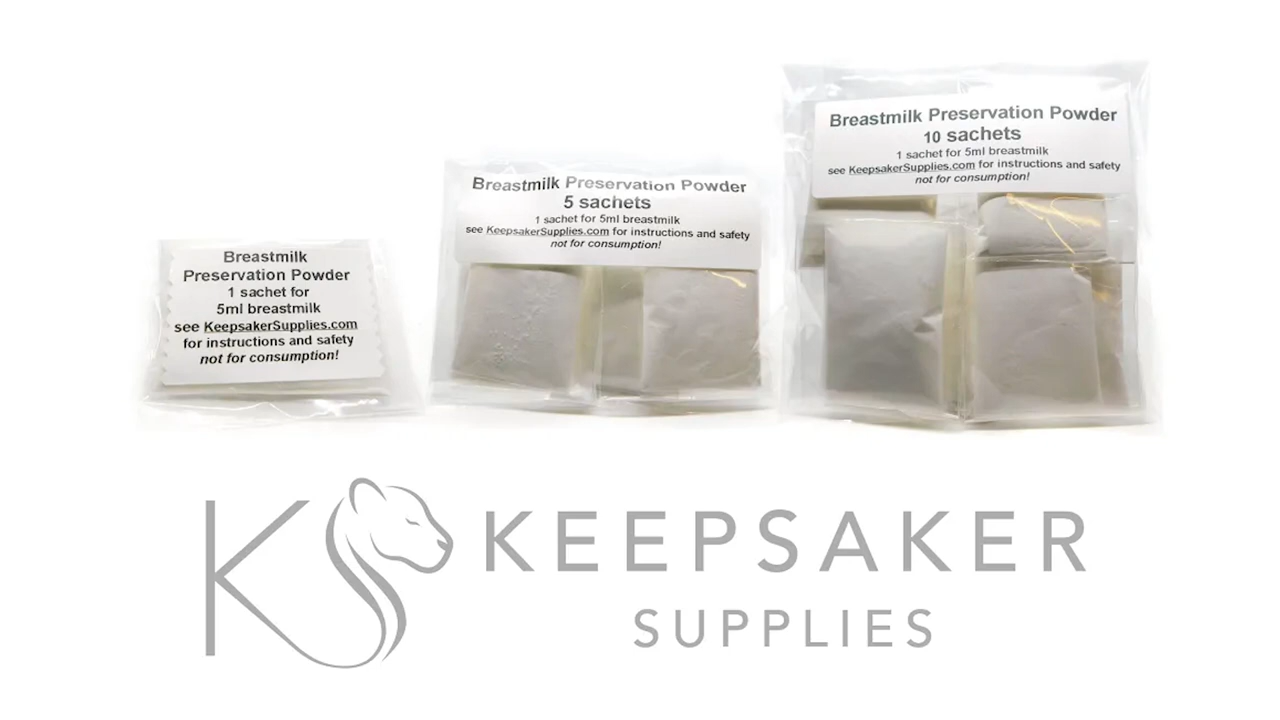 Breastmilk
Preservation Powder
1 sachet for
5ml breastmilk
see KeepsakerSupplies.com
for instructions and safety
not for consumption!
Breastmilk Preservation Powder
5 sachets
1 sachet for 5ml breastmilk
see KeepsakerSupplies.com for instructions and safety
not for consumption!
Breastmilk Preservation Powder
10 sachets
1 sachet for 5ml breastmilk
see KeepsakerSupplies.com for instructions and safety
not for consumption!
KS KEEPSAKER
SUPPLIES